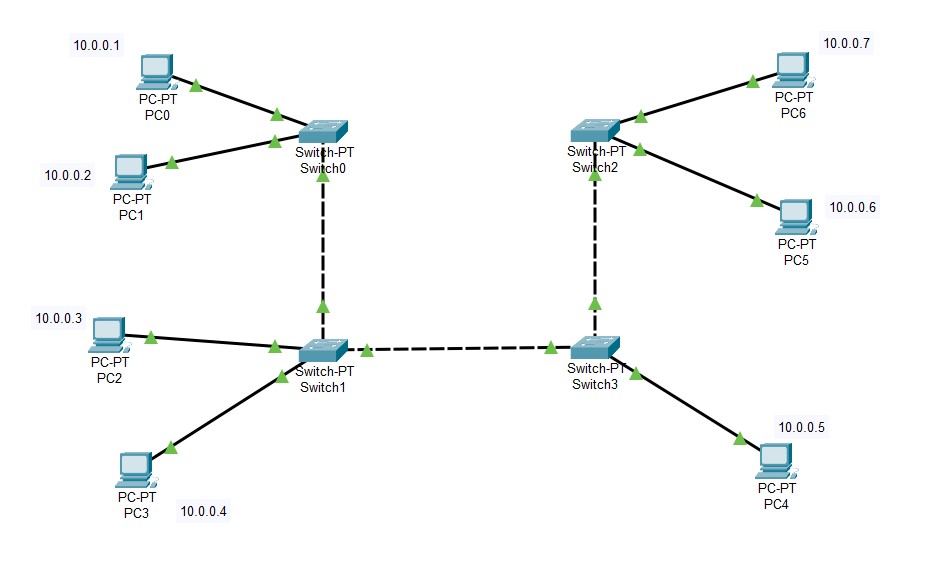 10.0.0.1
PC-PT
PC0
10.0.0.2
PC-PT
PC1
Switch-PT
Switch0
10.0.0.7
PC-PT
PC6
Switch-PT
Switch2
10.0.0.6
PC-PT
PC5
10.0.0.3
PC-PT
PC2
Switch-PT
Switch1
Switch-PT
Switch3
PC-PT
PC3
10.0.0.4
10.0.0.5
PC-PT
PC4